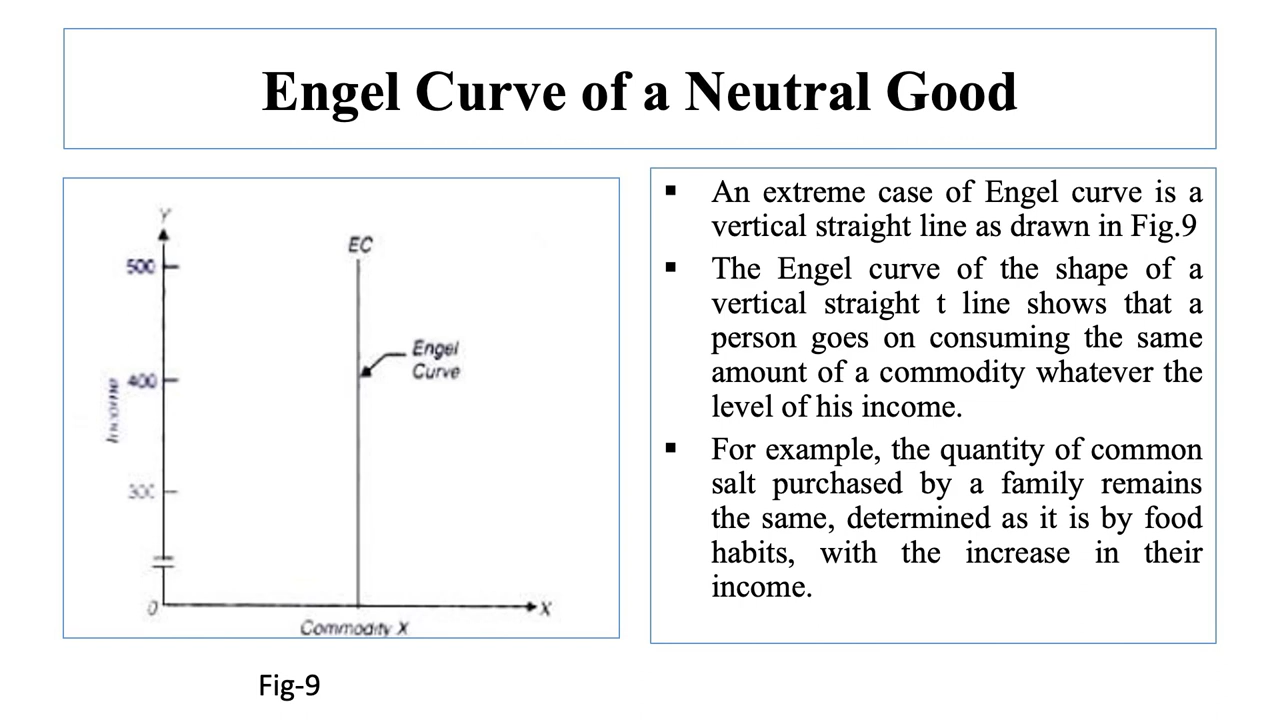 Engel Curve of a Neutral Good
Y
500
400
300
0
Income
EC
Engel
Curve
X
Commodity X
Fig-9
▪ An extreme case of Engel curve is a
vertical straight line as drawn in Fig.9
▪ The Engel curve of the shape of a
vertical straight t line shows that a
person goes on consuming the same
amount of a commodity whatever the
level of his income.
▪ For example, the quantity of common
salt purchased by a family remains
the same, determined as it is by food
habits, with the increase in their
income.